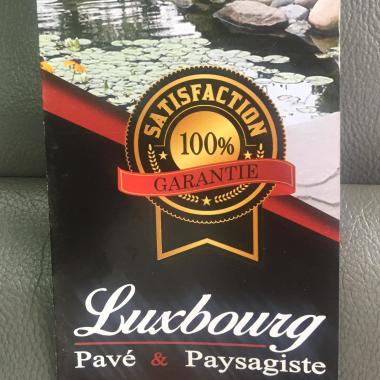 SATISFACTION
100%
GARANTIE
Luxbourg
Pavé & Paysagiste